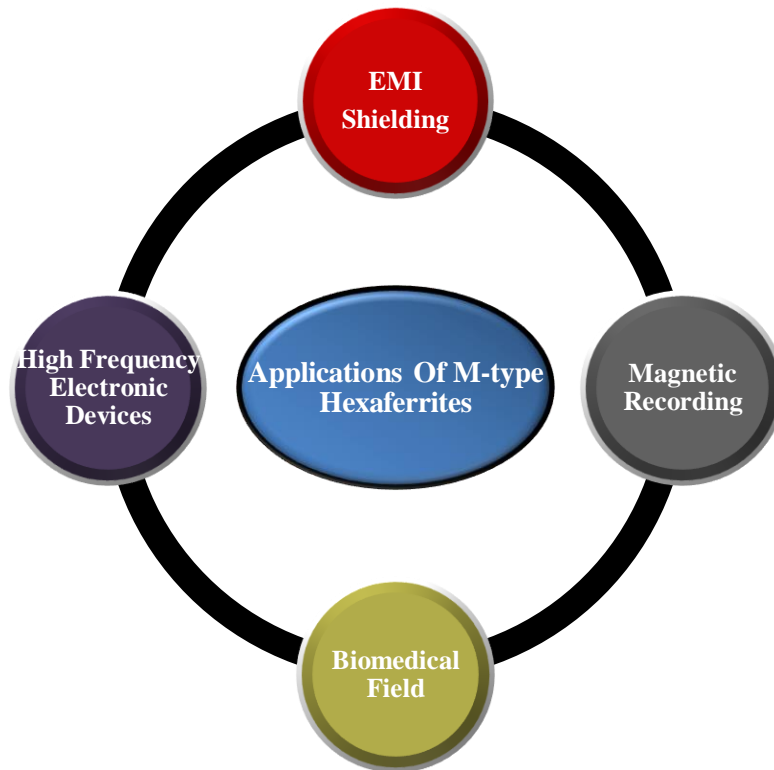 EMI
Shielding
High Frequency
Electronic
Devices
Applications Of M-type
Hexaferrites
Magnetic
Recording
Biomedical
Field